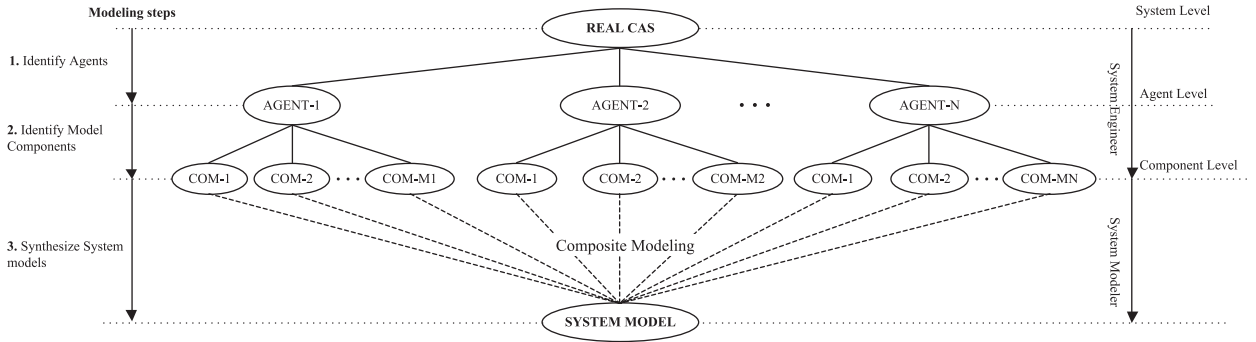 Modeling steps
REAL CAS
System Level
1. Identify Agents
AGENT-1
AGENT-2
• • •
AGENT-N
Agent Level
System Engineer
2. Identify Model
Components
COM-1
COM-2
• • •
COM-M1
COM-1
COM-2
• • •
COM-M2
COM-1
COM-2
• • •
COM-MN
Component Level
3. Synthesize System
models
Composite Modeling
System Modeler
SYSTEM MODEL